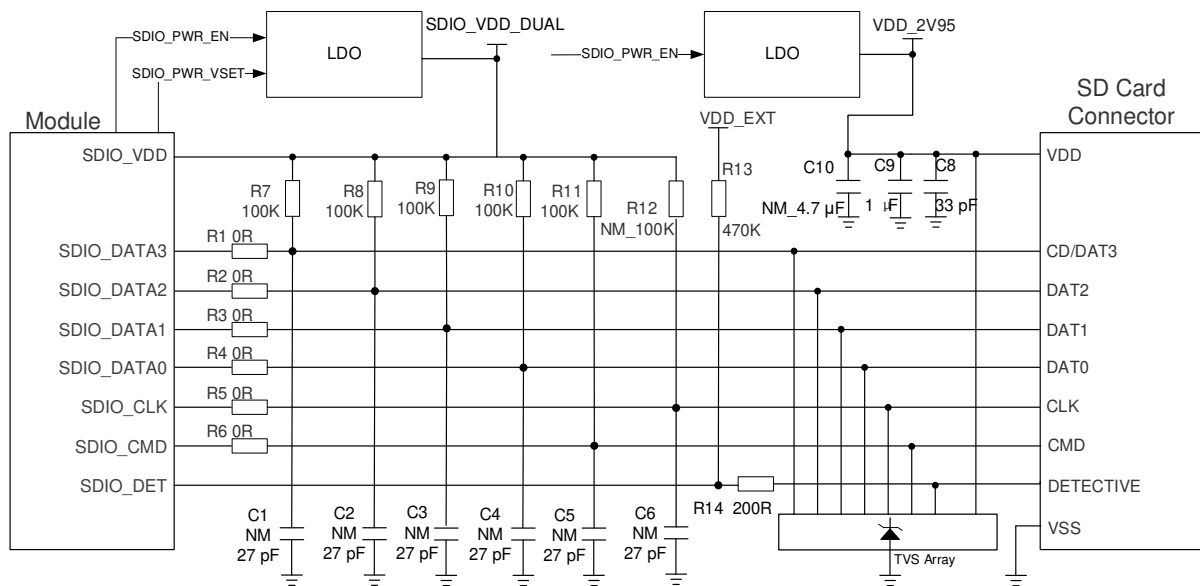 SDIO_VDD_DUAL
VDD_2V95
SDIO_PWR_EN
LDO
SDIO_PWR_EN
LDO
SDIO_PWR_VSET
SD Card
Connector
Module
VDD_EXT
SDIO_VDD
VDD
R7
100K
R8
100K
R9
100K
R10
100K
R11
100K
R12
NM_100K
R13
470K
C10
NM_4.7 µF
C9
1 µF
C8
33 pF
SDIO_DATA3
R1 0R
CD/DAT3
SDIO_DATA2
R2 0R
DAT2
SDIO_DATA1
R3 0R
DAT1
SDIO_DATA0
R4 0R
DAT0
SDIO_CLK
R5 0R
CLK
SDIO_CMD
R6 0R
CMD
SDIO_DET
R14 200R
DETECTIVE
C1
NM
27 pF
C2
NM
27 pF
C3
NM
27 pF
C4
NM
27 pF
C5
NM
27 pF
C6
NM
27 pF
VSS
TVS Array